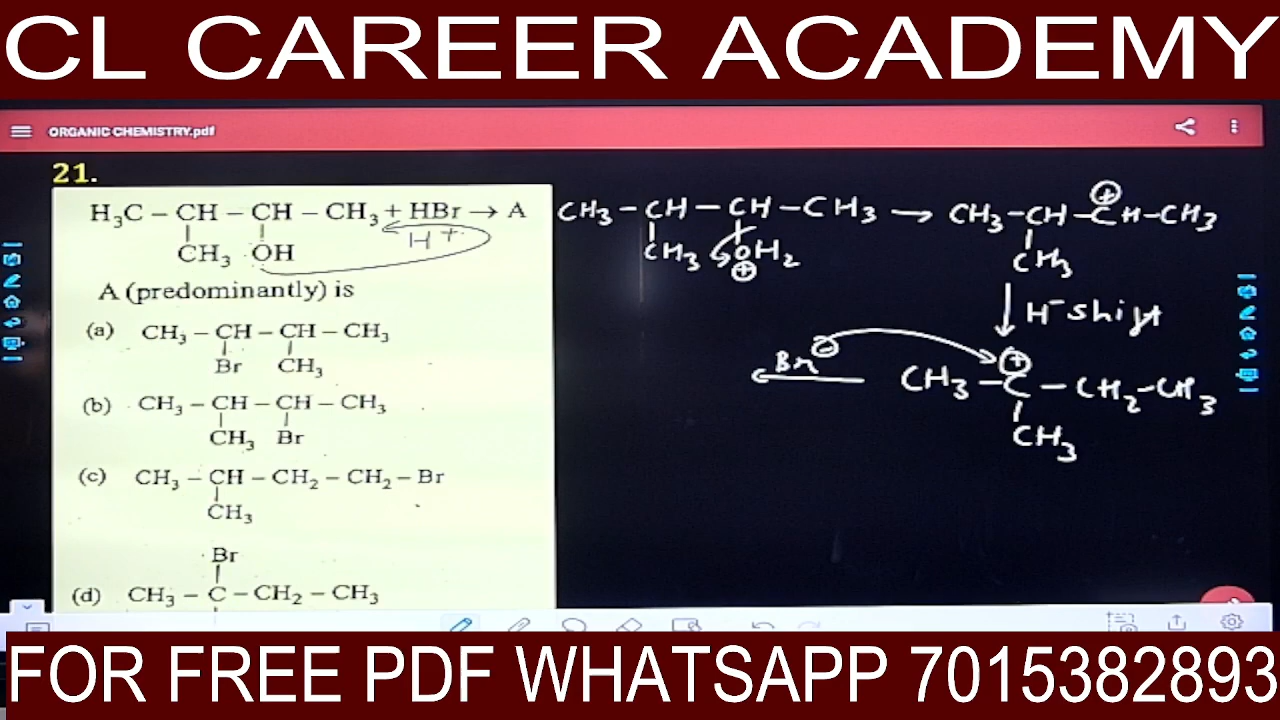 CL CAREER ACADEMY
ORGANIC CHEMISTRY.pdf
21.
H₃C – CH – CH – CH₃ + HBr → A
CH₃ OH
H⁺
A (predominantly) is
(a) CH₃ – CH – CH – CH₃
Br CH₃
(b) CH₃ – CH – CH – CH₃
CH₃ Br
(c) CH₃ – CH – CH₂ – CH₂ – Br
CH₃
Br
(d) CH₃ – C – CH₂ – CH₃
CH₃ – CH – CH – CH₃ → CH₃ – CH – CH – CH₃
CH₃ OH₂ CH₃
⊕ ⊕
H⁻ shift
Br⊖ ⊕
CH₃ – C – CH₂ – CH₃
CH₃
FOR FREE PDF WHATSAPP 7015382893